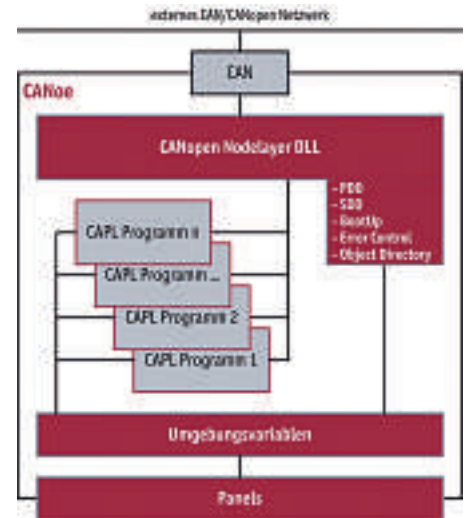 externes CAN/CANopen Netzwerk
CAN
CANoe
CANopen Nodelayer DLL
- PDO
- SDO
- BootUp
- Error Control
- Object Directory
CAPL Programm n
CAPL Programm ...
CAPL Programm 2
CAPL Programm 1
Umgebungsvariablen
Panels